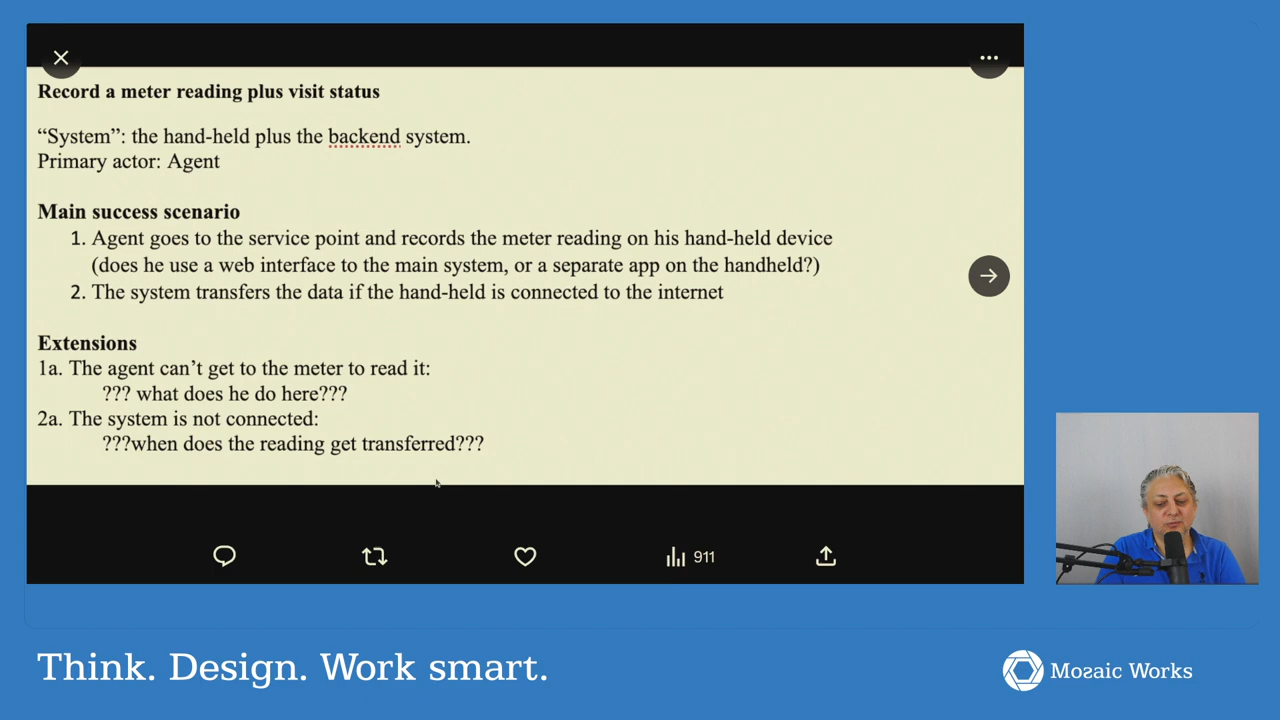 Record a meter reading plus visit status
“System”: the hand-held plus the backend system.
Primary actor: Agent
Main success scenario
1. Agent goes to the service point and records the meter reading on his hand-held device
(does he use a web interface to the main system, or a separate app on the handheld?)
2. The system transfers the data if the hand-held is connected to the internet
Extensions
1a. The agent can’t get to the meter to read it:
??? what does he do here???
2a. The system is not connected:
???when does the reading get transferred???
911
Think. Design. Work smart.
Mozaic Works